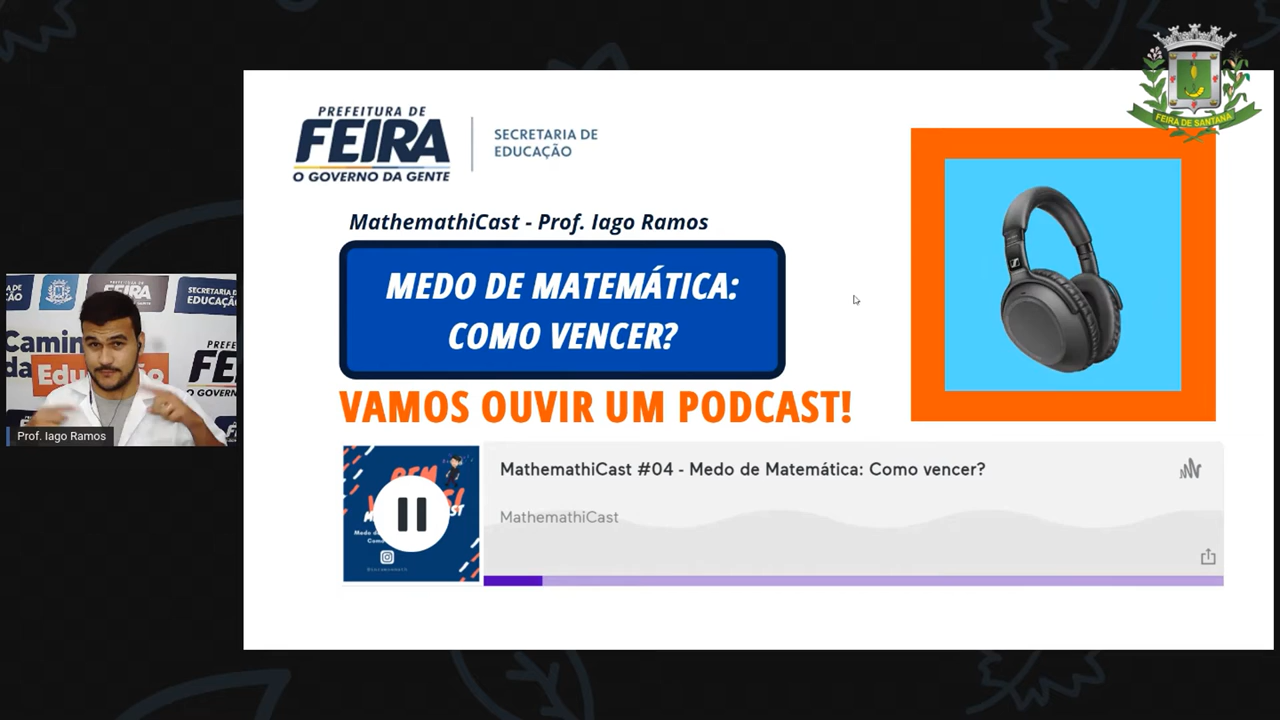 FEIRA DE SANTANA
PREFEITURA DE
FEIRA
O GOVERNO DA GENTE
SECRETARIA DE
EDUCAÇÃO
MathemathiCast - Prof. Iago Ramos
MEDO DE MATEMÁTICA:
COMO VENCER?
VAMOS OUVIR UM PODCAST!
MathemathiCast #04 - Medo de Matemática: Como vencer?
MathemathiCast
PREFEITURA
SECRETARIA DE
EDUCAÇÃO
da
Prof. Iago Ramos